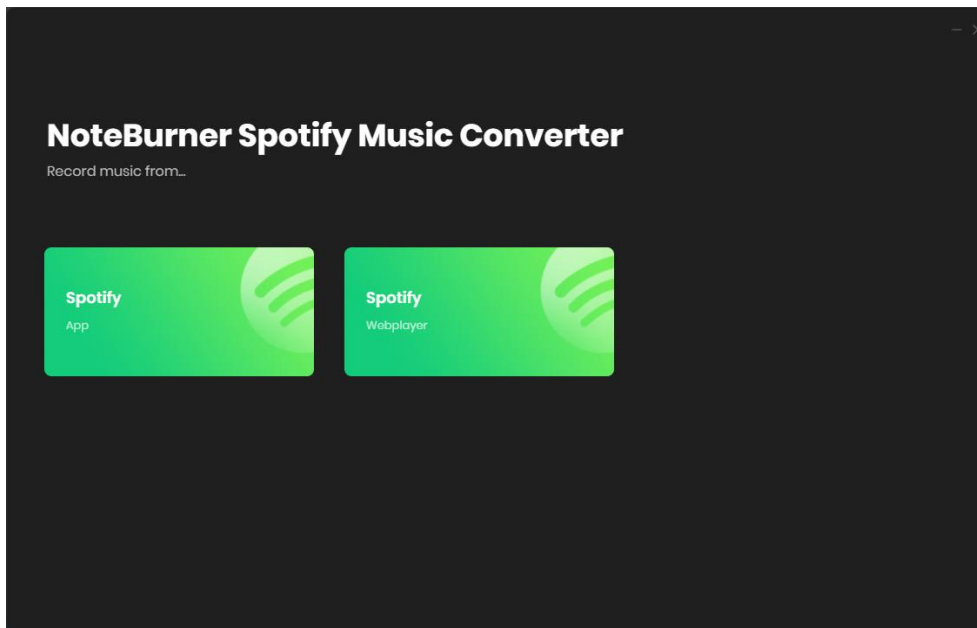 NoteBurner Spotify Music Converter
Record music from...
Spotify
App
Spotify
Webplayer